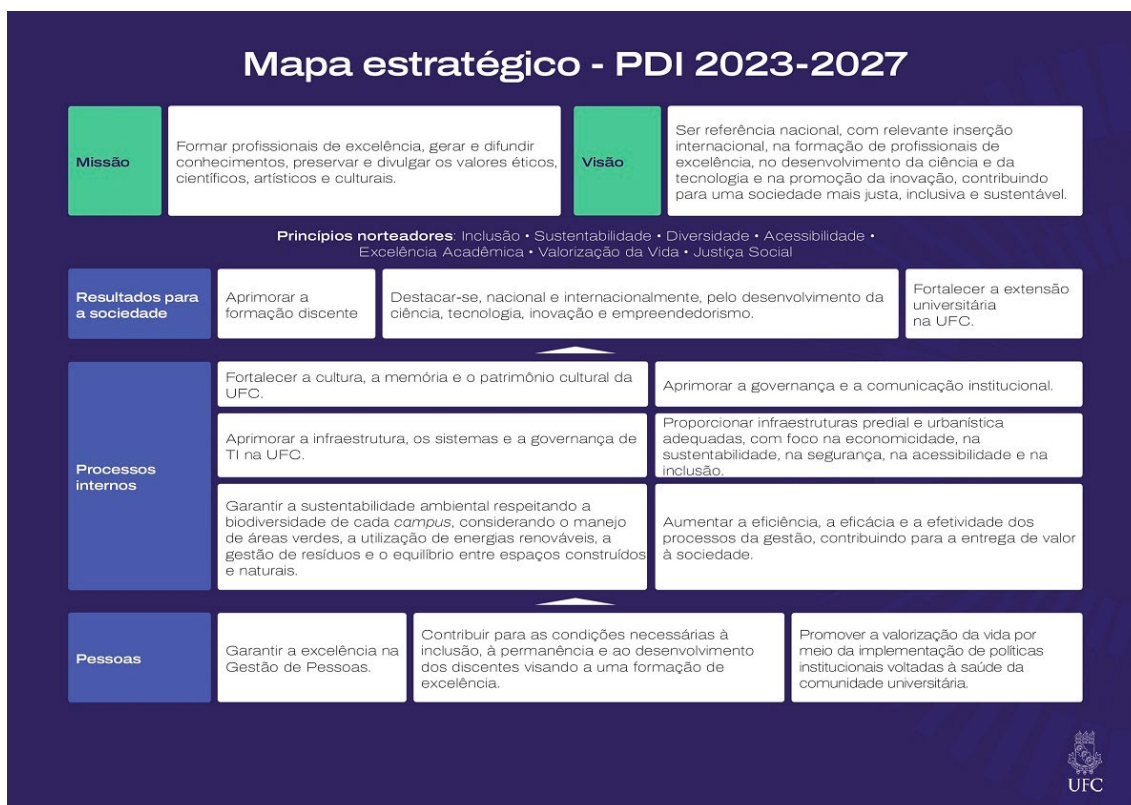 Mapa estratégico - PDI 2023-2027
Missão
Formar profissionais de excelência, gerar e difundir
conhecimentos, preservar e divulgar os valores éticos,
científicos, artísticos e culturais.
Visão
Ser referência nacional, com relevante inserção
internacional, na formação de profissionais de
excelência, no desenvolvimento da ciência e da
tecnologia e na promoção da inovação, contribuindo
para uma sociedade mais justa, inclusiva e sustentável.
Princípios norteadores: Inclusão • Sustentabilidade • Diversidade • Acessibilidade •
Excelência Acadêmica • Valorização da Vida • Justiça Social
Resultados para
a sociedade
Aprimorar a
formação discente
Destacar-se, nacional e internacionalmente, pelo desenvolvimento da
ciência, tecnologia, inovação e empreendedorismo.
Fortalecer a extensão
universitária
na UFC.
Processos
internos
Fortalecer a cultura, a memória e o patrimônio cultural da
UFC.
Aprimorar a governança e a comunicação institucional.
Aprimorar a infraestrutura, os sistemas e a governança de
TI na UFC.
Proporcionar infraestruturas predial e urbanística
adequadas, com foco na economicidade, na
sustentabilidade, na segurança, na acessibilidade e na
inclusão.
Garantir a sustentabilidade ambiental respeitando a
biodiversidade de cada campus, considerando o manejo
de áreas verdes, a utilização de energias renováveis, a
gestão de resíduos e o equilíbrio entre espaços construídos
e naturais.
Aumentar a eficiência, a eficácia e a efetividade dos
processos da gestão, contribuindo para a entrega de valor
à sociedade.
Pessoas
Garantir a excelência na
Gestão de Pessoas.
Contribuir para as condições necessárias à
inclusão, à permanência e ao desenvolvimento
dos discentes visando a uma formação de
excelência.
Promover a valorização da vida por
meio da implementação de políticas
institucionais voltadas à saúde da
comunidade universitária.
UFC